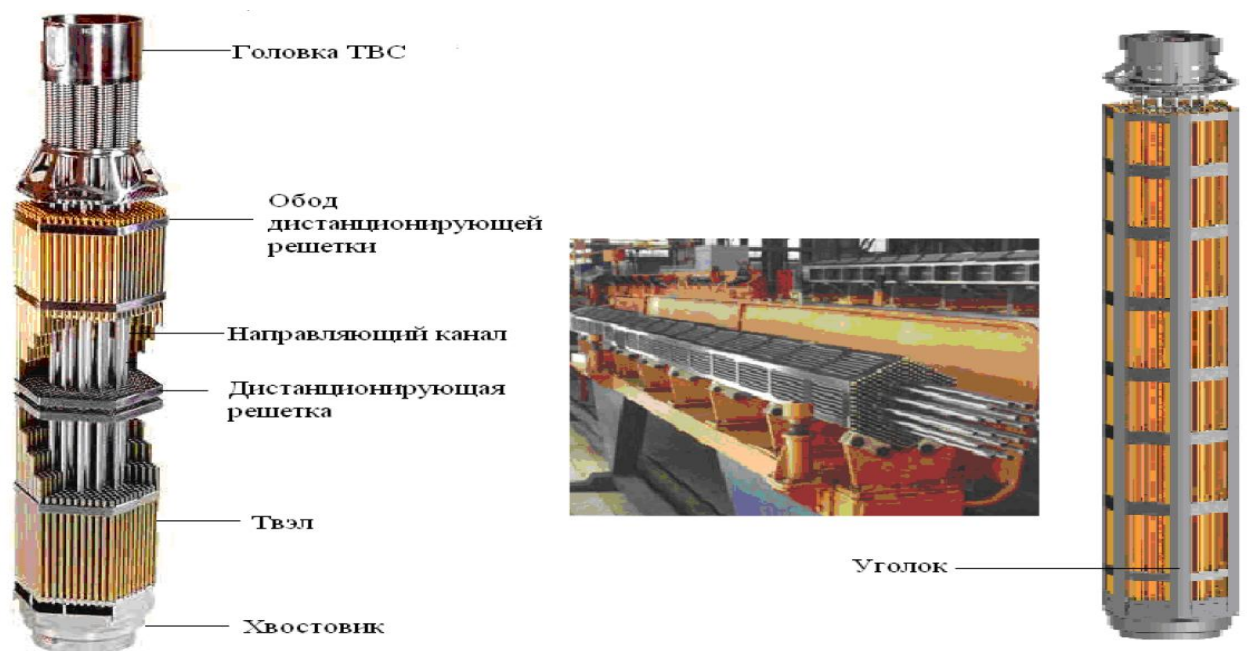 Головка ТВС
Обод
дистанционирующей
решетки
Направляющий канал
Дистанционирующая
решетка
Твэл
Уголок
Хвостовик